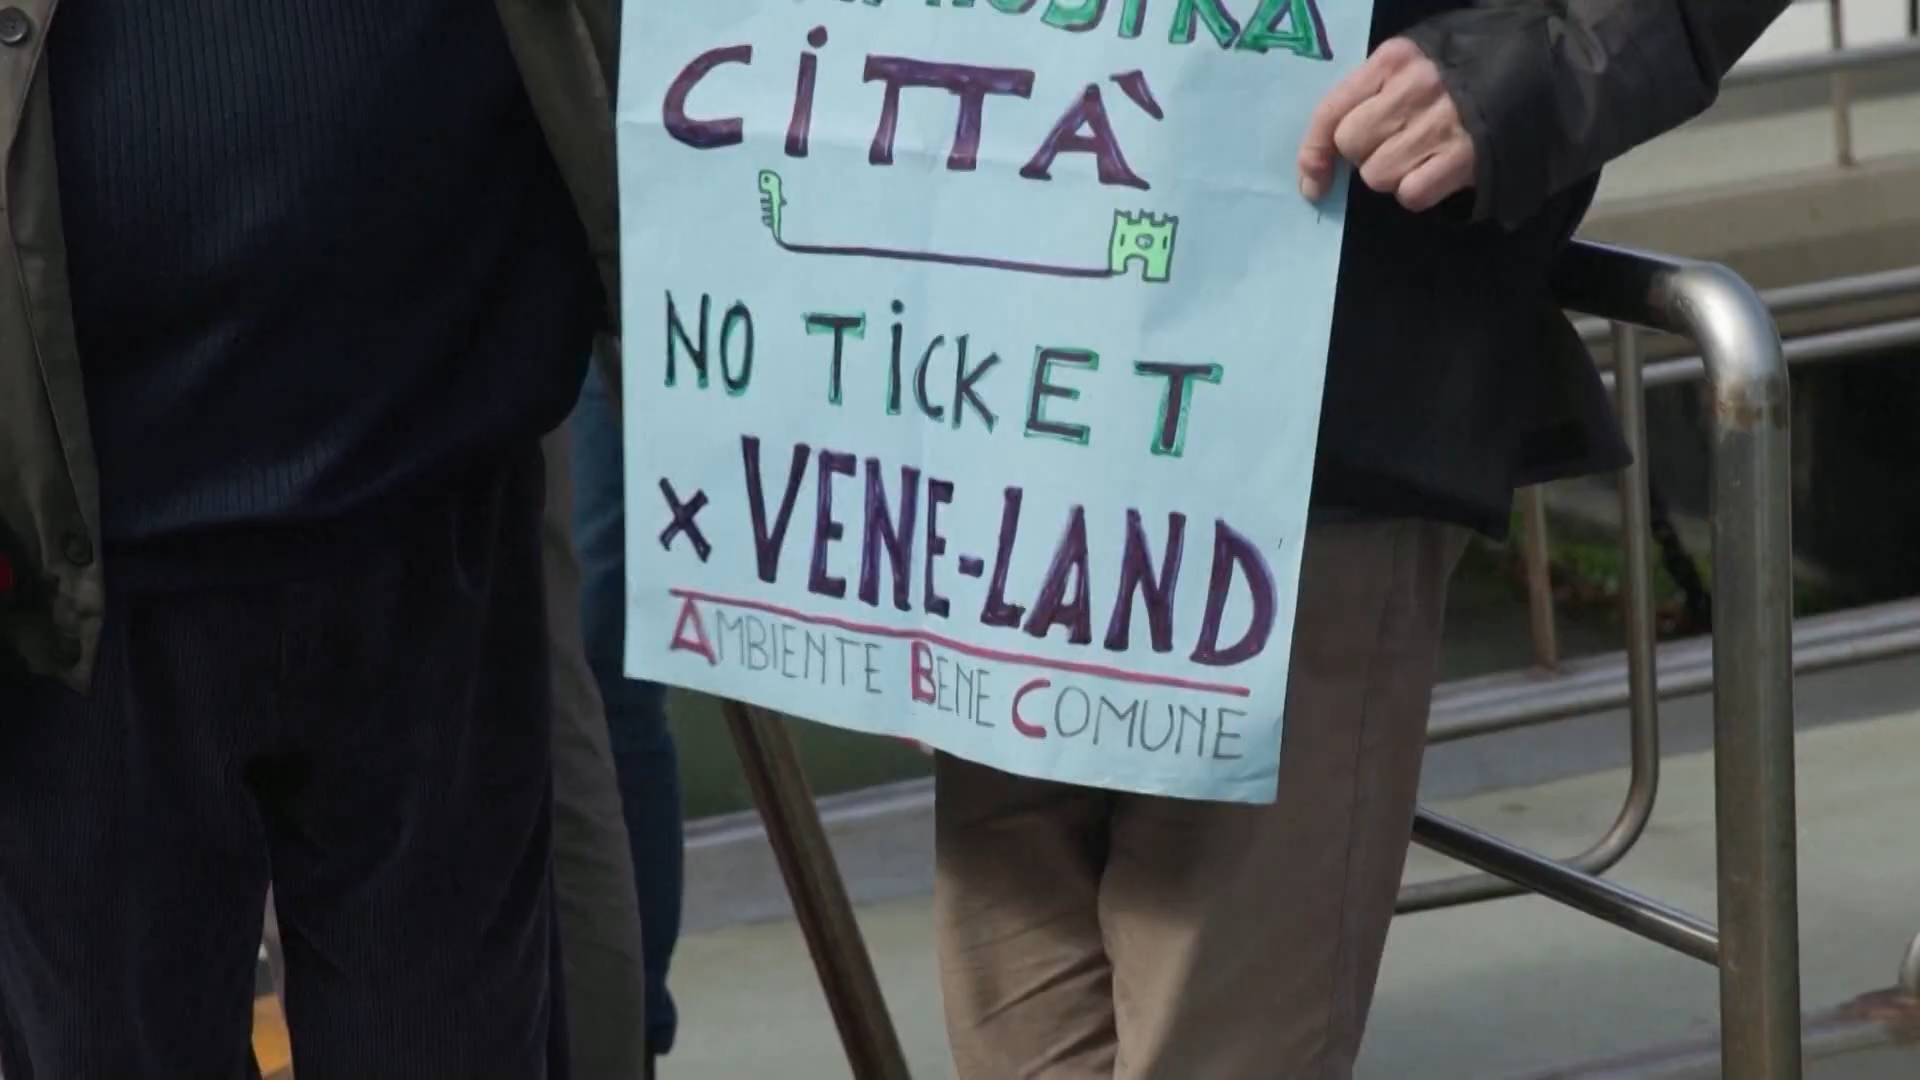 CiTTÀ
NO TiCKET
x VENE-LAND
AMBIENTE BENE COMUNE